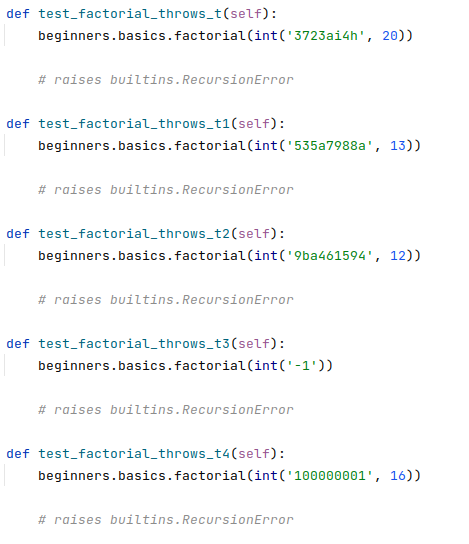 def test_factorial_throws_t(self):
    beginners.basics.factorial(int('3723ai4h', 20))
    # raises builtins.RecursionError
def test_factorial_throws_t1(self):
    beginners.basics.factorial(int('535a7988a', 13))
    # raises builtins.RecursionError
def test_factorial_throws_t2(self):
    beginners.basics.factorial(int('9ba461594', 12))
    # raises builtins.RecursionError
def test_factorial_throws_t3(self):
    beginners.basics.factorial(int('-1'))
    # raises builtins.RecursionError
def test_factorial_throws_t4(self):
    beginners.basics.factorial(int('100000001', 16))
    # raises builtins.RecursionError